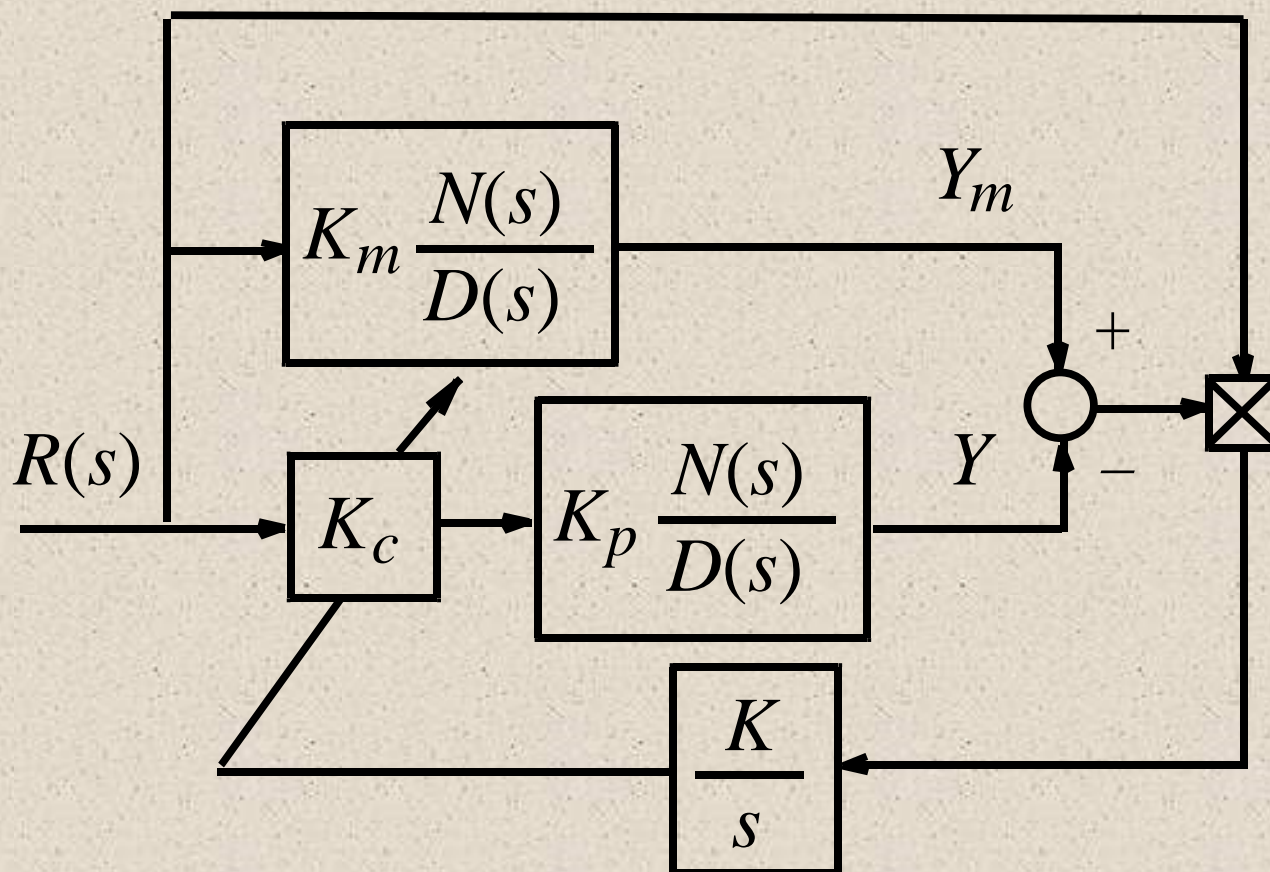 Y_m
K_m N(s)/D(s)
+
R(s)
K_c
K_p N(s)/D(s)
Y
−
K/s